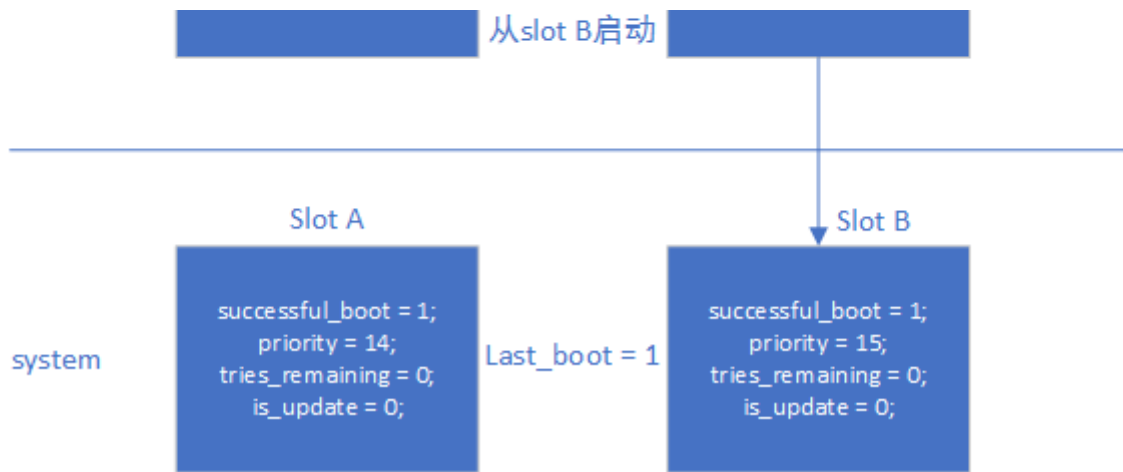 从slot B启动
Slot A
Slot B
successful_boot = 1;
priority = 14;
tries_remaining = 0;
is_update = 0;
system
Last_boot = 1
successful_boot = 1;
priority = 15;
tries_remaining = 0;
is_update = 0;